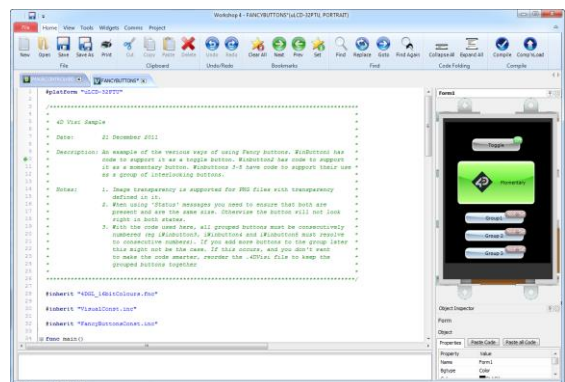 Workshop 4 - FANCYBUTTONS*(uLCD-32PTU, PORTRAIT)
File Home View Tools Widgets Comms Project
New Open Save Save As Print Cut Copy Paste Delete Undo Redo Clear All Next Prev Set Find Replace Goto Find Again Collapse All Expand All Compile Comp'nLoad
File Clipboard Undo/Redo Bookmarks Find Code Folding Compile
FANCYBUTTONS*
#platform "uLCD-32PTU"
4D Visi Sample
Date: 21 December 2011
Description: An example of the various ways of using Fancy buttons. WinButton1 has
code to support it as a toggle button. Winbutton2 has code to support
it as a momentary button. Winbuttons 3-5 have code to support their use
as a group of interlocking buttons.
Notes: 1. Image transparency is supported for PNG files with transparency
defined in it.
2. When using 'Status' messages you need to ensure that both are
present and are the same size. Otherwise the button will not look
right in both states.
3. With the code used here, all grouped buttons must be consecutively
numbered (eg iWinbutton3, iWinbutton4 and iWinbutton5 must resolve
to consecutive numbers). If you add more buttons to the group later
this might not be the case. If this occurs, and you don't want
to make the code smarter, reorder the .4DVisi file to keep the
grouped buttons together
#inherit "4DGL_16bitColours.fnc"
#inherit "VisualConst.inc"
#inherit "FancyButtonsConst.inc"
func main()
Form1
Toggle
Momentary
Group 1
Group 2
Group 3
Object Inspector
Form
Object
Properties Paste Code Paste all Code
Property Value
Name Form1
Bgtype Color